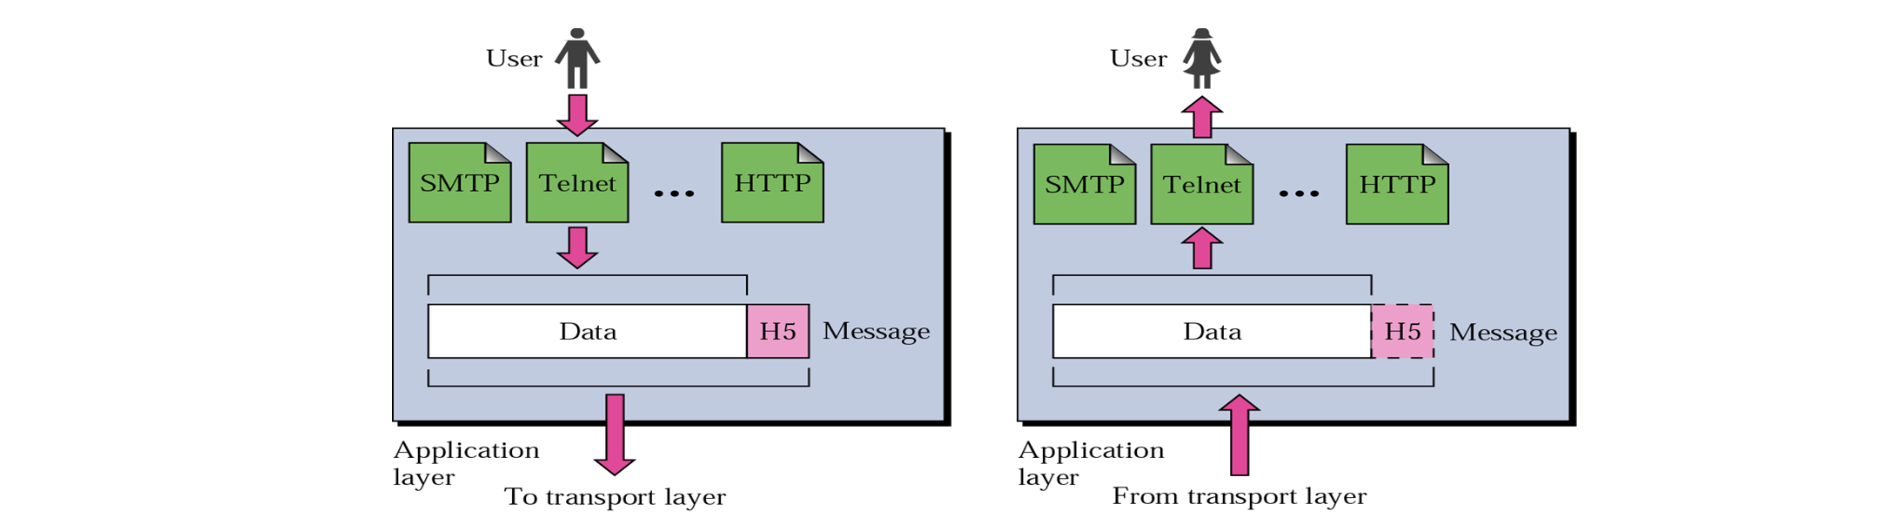 User
SMTP
Telnet
...
HTTP
Data
H5
Message
Application
layer
To transport layer
User
SMTP
Telnet
...
HTTP
Data
H5
Message
Application
layer
From transport layer